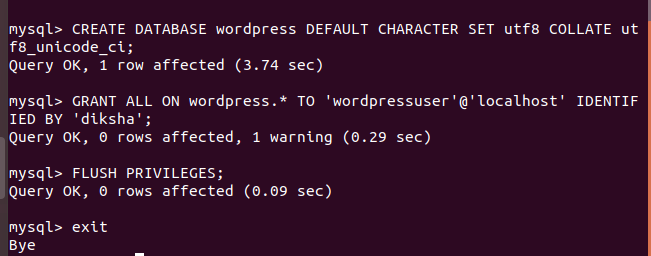 mysql> CREATE DATABASE wordpress DEFAULT CHARACTER SET utf8 COLLATE ut
f8_unicode_ci;
Query OK, 1 row affected (3.74 sec)
mysql> GRANT ALL ON wordpress.* TO 'wordpressuser'@'localhost' IDENTIF
IED BY 'diksha';
Query OK, 0 rows affected, 1 warning (0.29 sec)
mysql> FLUSH PRIVILEGES;
Query OK, 0 rows affected (0.09 sec)
mysql> exit
Bye